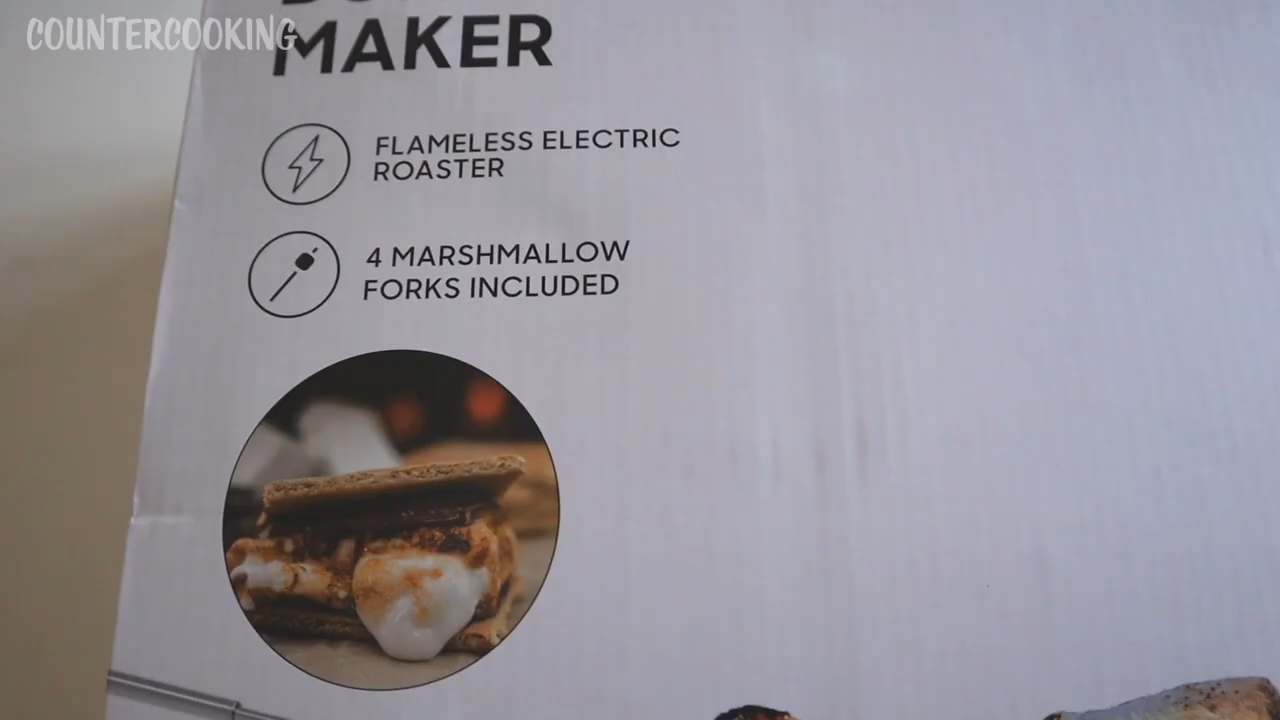 COUNTERCOOKING
MAKER
FLAMELESS ELECTRIC
ROASTER
4 MARSHMALLOW
FORKS INCLUDED